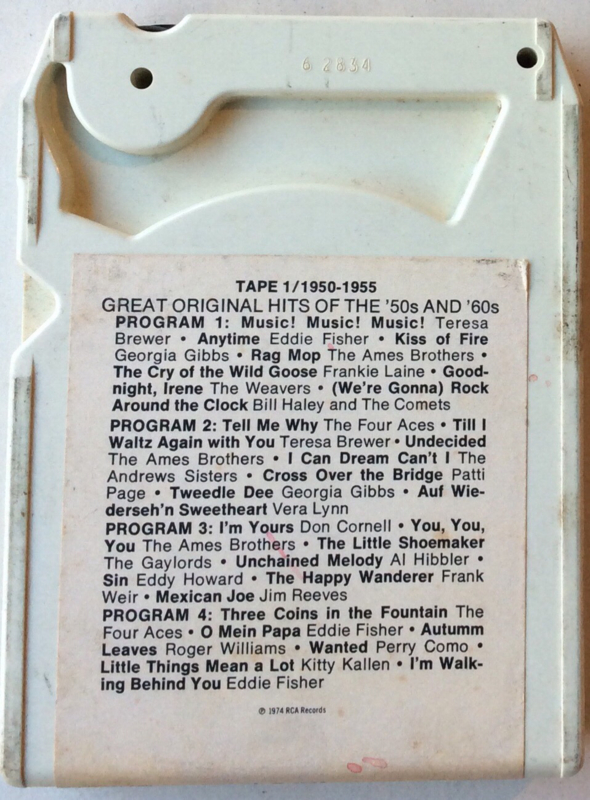 6 2834
TAPE 1/1950-1955
GREAT ORIGINAL HITS OF THE '50s AND '60s
PROGRAM 1: Music! Music! Music! Teresa
Brewer • Anytime Eddie Fisher • Kiss of Fire
Georgia Gibbs • Rag Mop The Ames Brothers •
The Cry of the Wild Goose Frankie Laine • Good-
night, Irene The Weavers • (We're Gonna) Rock
Around the Clock Bill Haley and The Comets
PROGRAM 2: Tell Me Why The Four Aces • Till I
Waltz Again with You Teresa Brewer • Undecided
The Ames Brothers • I Can Dream Can't I The
Andrews Sisters • Cross Over the Bridge Patti
Page • Tweedle Dee Georgia Gibbs • Auf Wie-
derseh'n Sweetheart Vera Lynn
PROGRAM 3: I'm Yours Don Cornell • You, You,
You The Ames Brothers • The Little Shoemaker
The Gaylords • Unchained Melody Al Hibbler •
Sin Eddy Howard • The Happy Wanderer Frank
Weir • Mexican Joe Jim Reeves
PROGRAM 4: Three Coins in the Fountain The
Four Aces • O Mein Papa Eddie Fisher • Autumm
Leaves Roger Williams • Wanted Perry Como •
Little Things Mean a Lot Kitty Kallen • I'm Walk-
ing Behind You Eddie Fisher
℗ 1974 RCA Records